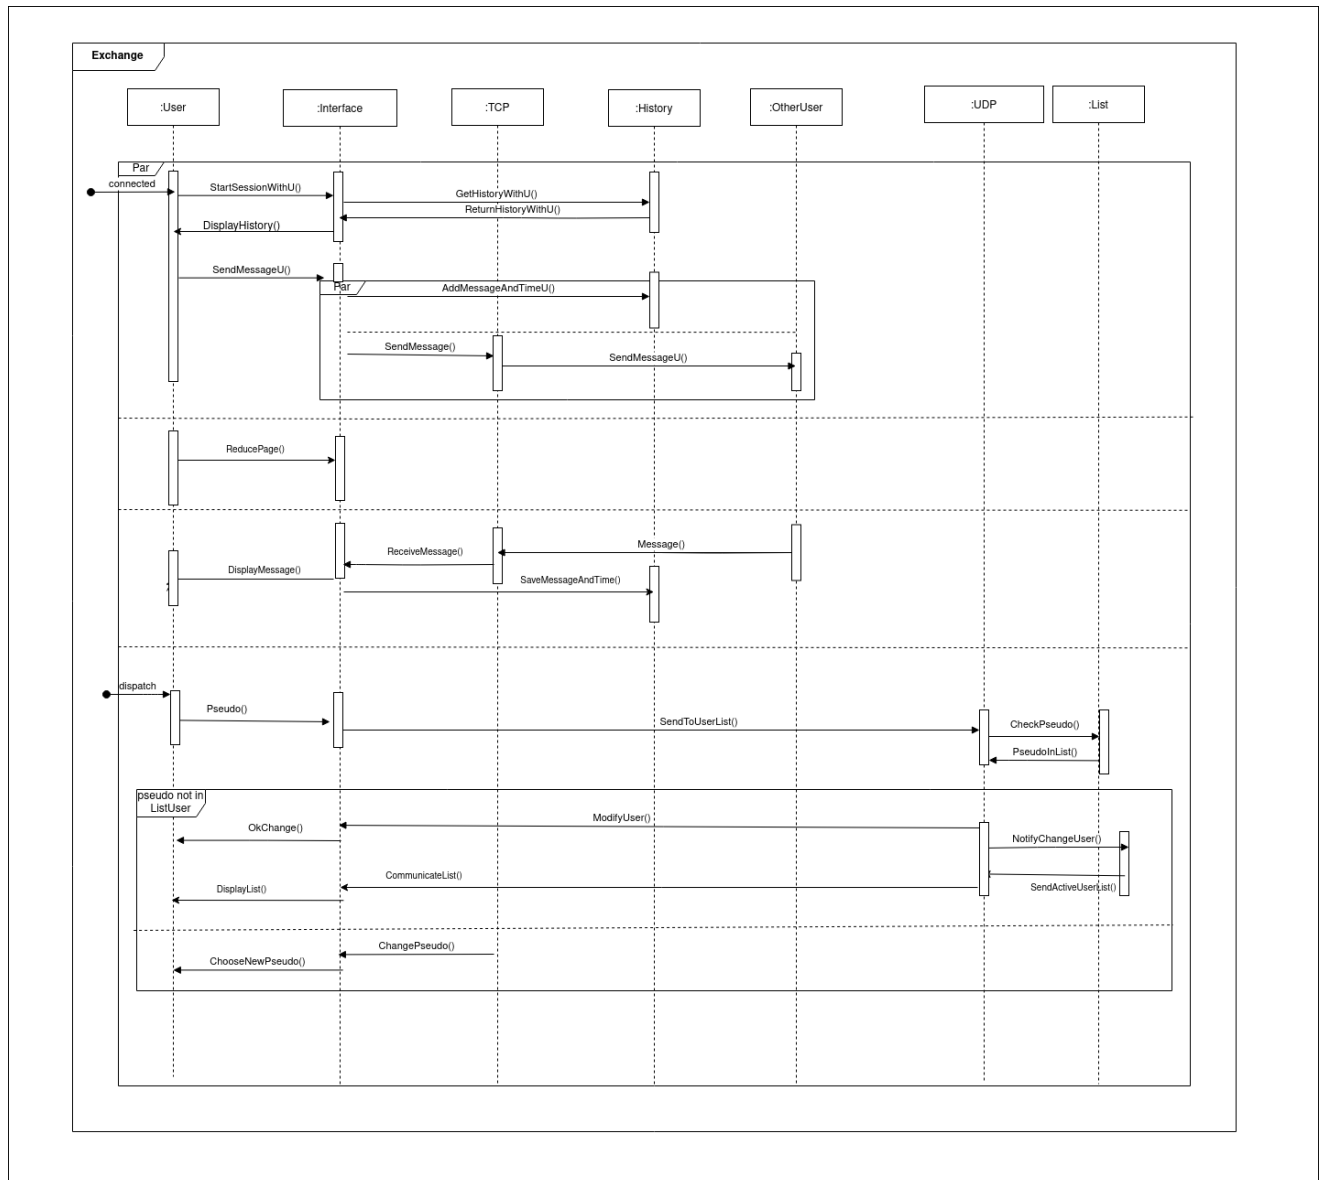 Exchange
:User
:Interface
:TCP
:History
:OtherUser
:UDP
:List
Par
connected
StartSessionWithU()
GetHistoryWithU()
ReturnHistoryWithU()
DisplayHistory()
SendMessageU()
Par
AddMessageAndTimeU()
SendMessage()
SendMessageU()
ReducePage()
Message()
ReceiveMessage()
DisplayMessage()
SaveMessageAndTime()
dispatch
Pseudo()
SendToUserList()
CheckPseudo()
PseudoInList()
pseudo not in
ListUser
ModifyUser()
OkChange()
NotifyChangeUser()
CommunicateList()
SendActiveUserList()
DisplayList()
ChangePseudo()
ChooseNewPseudo()